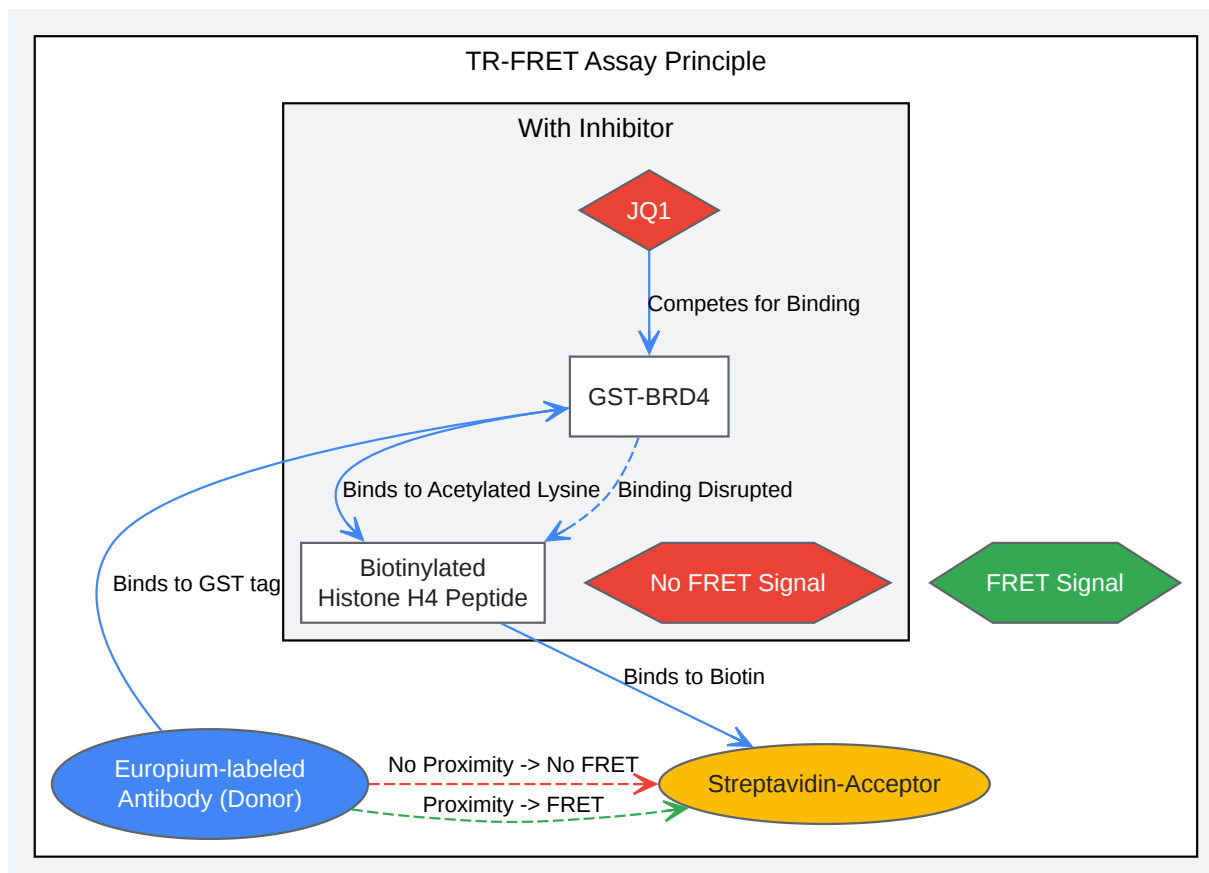 TR-FRET Assay Principle
With Inhibitor
JQ1
Competes for Binding
GST-BRD4
Binds to Acetylated Lysine
Binding Disrupted
Binds to GST tag
Biotinylated
Histone H4 Peptide
No FRET Signal
FRET Signal
Binds to Biotin
Europium-labeled
Antibody (Donor)
No Proximity -> No FRET
Proximity -> FRET
Streptavidin-Acceptor